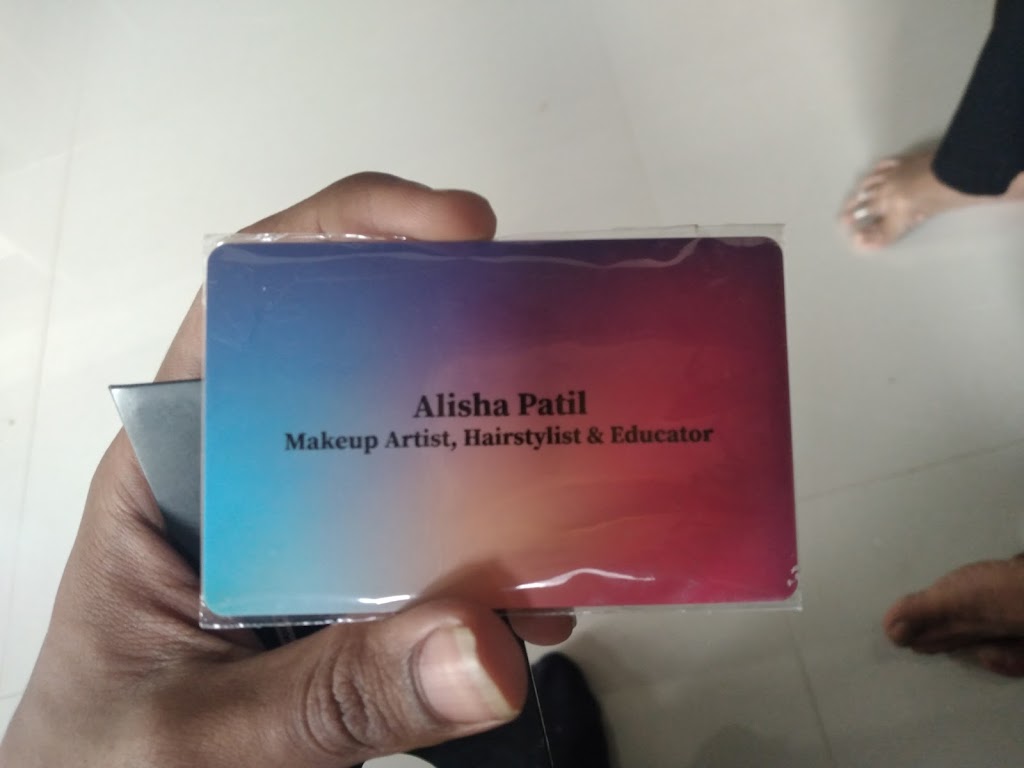 Alisha Patil
Makeup Artist, Hairstylist & Educator